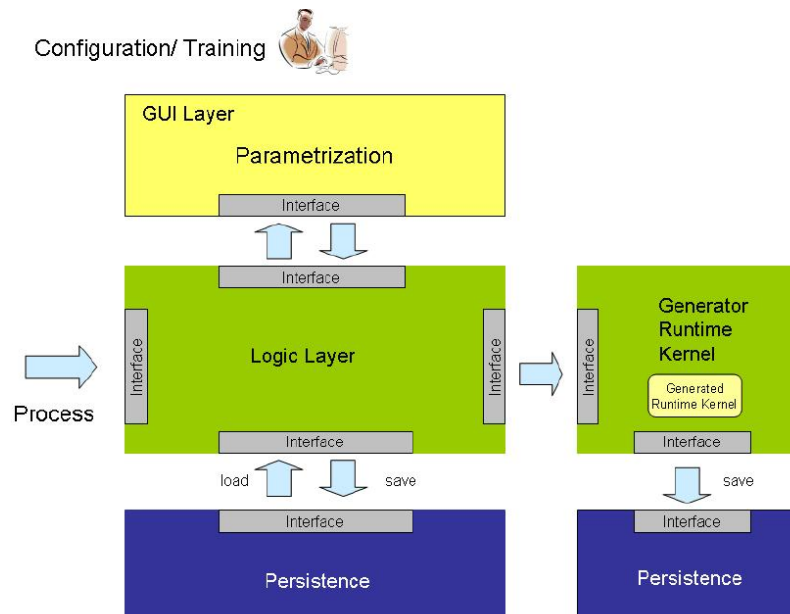 Configuration/ Training
GUI Layer
Parametrization
Interface
Interface
Interface
Logic Layer
Interface
Process
Interface
load
save
Interface
Persistence
Generator
Runtime
Kernel
Interface
Generated
Runtime Kernel
Interface
save
Interface
Persistence